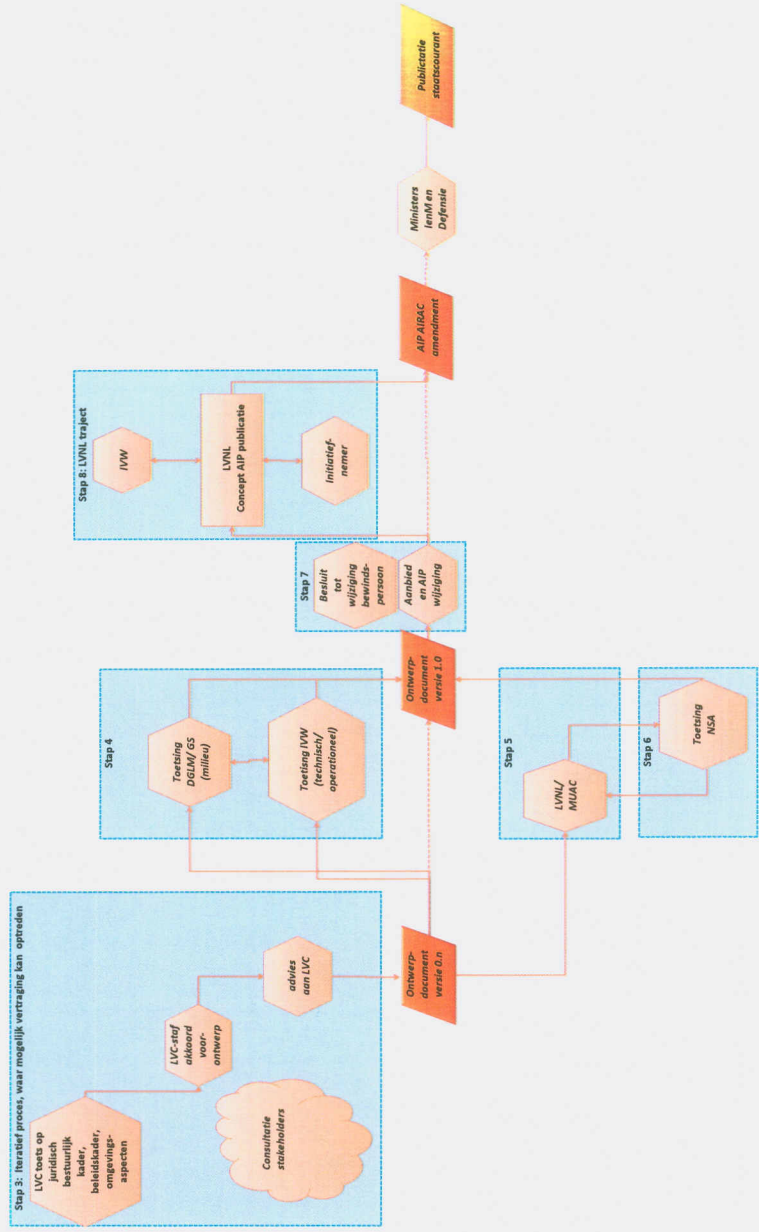 Stap 3: Iteratief proces, waar mogelijk vertraging kan optreden
LVC toets op
juridisch
bestuurlijk
kader,
beleidskader,
omgevings-
aspecten
LVC-staf
akkoord
voor-
ontwerp
advies
aan LVC
Consultatie
stakeholders
Ontwerp-
document
versie 0.n
Stap 4
Toetsing
DGLM/ GS
(milieu)
Toetisng IVW
(technisch/
operationeel)
Stap 5
LVNL/
MUAC
Stap 6
Toetsing
NSA
Ontwerp-
document
versie 1.0
Stap 7
Besluit
tot
wijziging
bewinds-
persoon
Aanbied
en AIP
wijziging
Stap 8: LVNL traject
IVW
LVNL
Concept AIP publicatie
Initiatief-
nemer
AIP AIRAC
amendment
Ministers
IenM en
Defensie
Publictatie
staatscourant